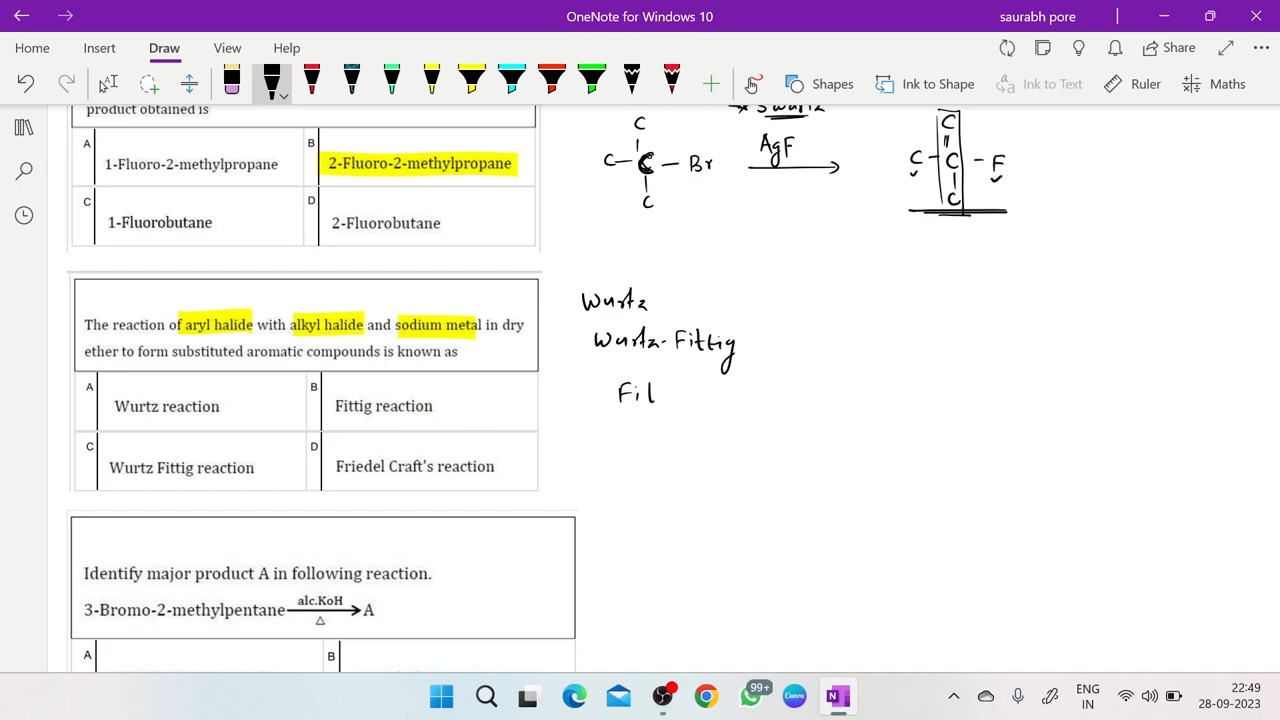 OneNote for Windows 10
saurabh pore
Home Insert Draw View Help
Share
Shapes Ink to Shape Ink to Text Ruler Maths
product obtained is
A 1-Fluoro-2-methylpropane
B 2-Fluoro-2-methylpropane
C 1-Fluorobutane
D 2-Fluorobutane
Swartz
C
C C Br
C
AgF
C
C C F
C
The reaction of aryl halide with alkyl halide and sodium metal in dry
ether to form substituted aromatic compounds is known as
A Wurtz reaction
B Fittig reaction
C Wurtz Fittig reaction
D Friedel Craft's reaction
Wurtz
Wurtz-Fittig
Fil
Identify major product A in following reaction.
alc.KoH
3-Bromo-2-methylpentane → A
△
A
B
99+
ENG
IN
22:49
28-09-2023